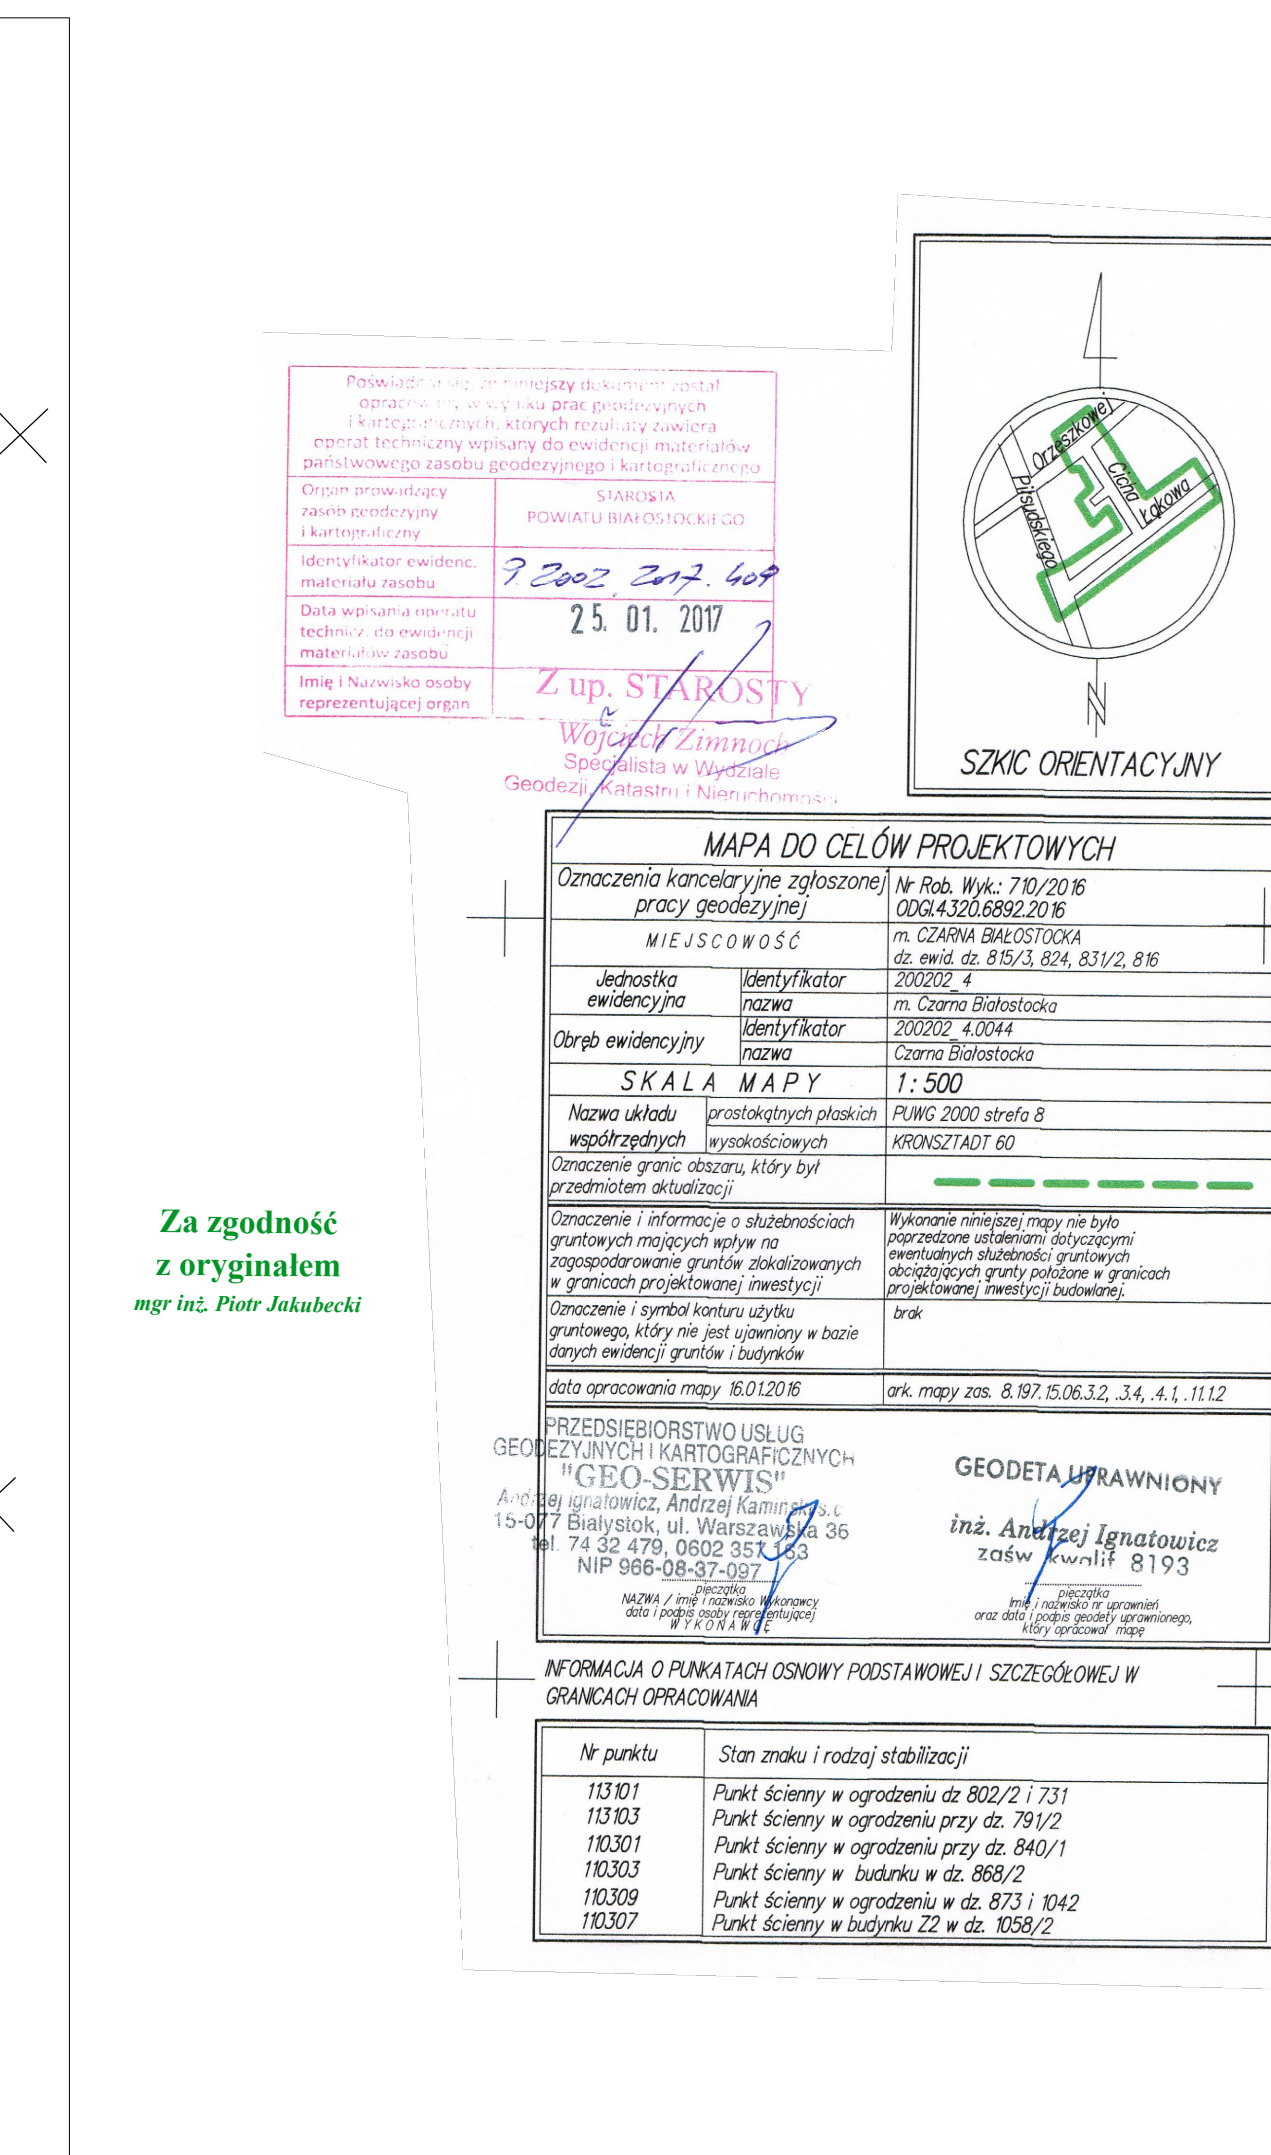 Poświadcza się, że niniejszy dokument został
opracowany w wyniku prac geodezyjnych
i kartograficznych, których rezultaty zawiera
operat techniczny wpisany do ewidencji materiałów
państwowego zasobu geodezyjnego i kartograficznego
Organ prowadzący
zasób geodezyjny
i kartograficzny
STAROSTA
POWIATU BIAŁOSTOCKIEGO
Identyfikator ewidenc.
materiału zasobu
P.2002.2017.409
Data wpisania operatu
technicz. do ewidencji
materiałów zasobu
25. 01. 2017
Imię i Nazwisko osoby
reprezentującej organ
Z up. STAROSTY
Wojciech Zimnoch
Specjalista w Wydziale
Geodezji, Katastru i Nieruchomości
Orzeszkowej
Cicha
Łąkowa
Piłsudskiego
N
SZKIC ORIENTACYJNY
MAPA DO CELÓW PROJEKTOWYCH
Oznaczenia kancelaryjne zgłoszonej
pracy geodezyjnej
Nr Rob. Wyk.: 710/2016
ODGI.4320.6892.2016
MIEJSCOWOŚĆ
m. CZARNA BIAŁOSTOCKA
dz. ewid. dz. 815/3, 824, 831/2, 816
Jednostka
ewidencyjna
Identyfikator
200202_4
nazwa
m. Czarna Białostocka
Obręb ewidencyjny
Identyfikator
200202_4.0044
nazwa
Czarna Białostocka
SKALA MAPY
1:500
Nazwa układu
współrzędnych
prostokątnych płaskich
PUWG 2000 strefa 8
wysokościowych
KRONSZTADT 60
Oznaczenie granic obszaru, który był
przedmiotem aktualizacji
Oznaczenie i informacje o służebnościach
gruntowych mających wpływ na
zagospodarowanie gruntów zlokalizowanych
w granicach projektowanej inwestycji
Wykonanie niniejszej mapy nie było
poprzedzone ustaleniami dotyczącymi
ewentualnych służebności gruntowych
obciążających grunty położone w granicach
projektowanej inwestycji budowlanej.
Oznaczenie i symbol konturu użytku
gruntowego, który nie jest ujawniony w bazie
danych ewidencji gruntów i budynków
brak
data opracowania mapy 16.01.2016
ark. mapy zas. 8.197.15.06.3.2, .3.4, .4.1, .11.1.2
PRZEDSIĘBIORSTWO USŁUG
GEODEZYJNYCH I KARTOGRAFICZNYCH
"GEO-SERWIS"
Andrzej Ignatowicz, Andrzej Kamiński s.c
15-077 Białystok, ul. Warszawska 36
tel. 74 32 479, 0602 357 163
NIP 966-08-37-097
pieczątka
NAZWA / imię i nazwisko Wykonawcy
data i podpis osoby reprezentującej
WYKONAWCĘ
GEODETA UPRAWNIONY
inż. Andrzej Ignatowicz
zaśw kwalif 8193
pięczątka
Imię i nazwisko nr uprawnień
oraz data i podpis geodety uprawnionego,
który opracował mapę
Za zgodność
z oryginałem
mgr inż. Piotr Jakubecki
INFORMACJA O PUNKATACH OSNOWY PODSTAWOWEJ I SZCZEGÓŁOWEJ W
GRANICACH OPRACOWANIA
Nr punktu Stan znaku i rodzaj stabilizacji
113101 Punkt ścienny w ogrodzeniu dz 802/2 i 731
113103 Punkt ścienny w ogrodzeniu przy dz. 791/2
110301 Punkt ścienny w ogrodzeniu przy dz. 840/1
110303 Punkt ścienny w budunku w dz. 868/2
110309 Punkt ścienny w ogrodzeniu w dz. 873 i 1042
110307 Punkt ścienny w budynku Z2 w dz. 1058/2